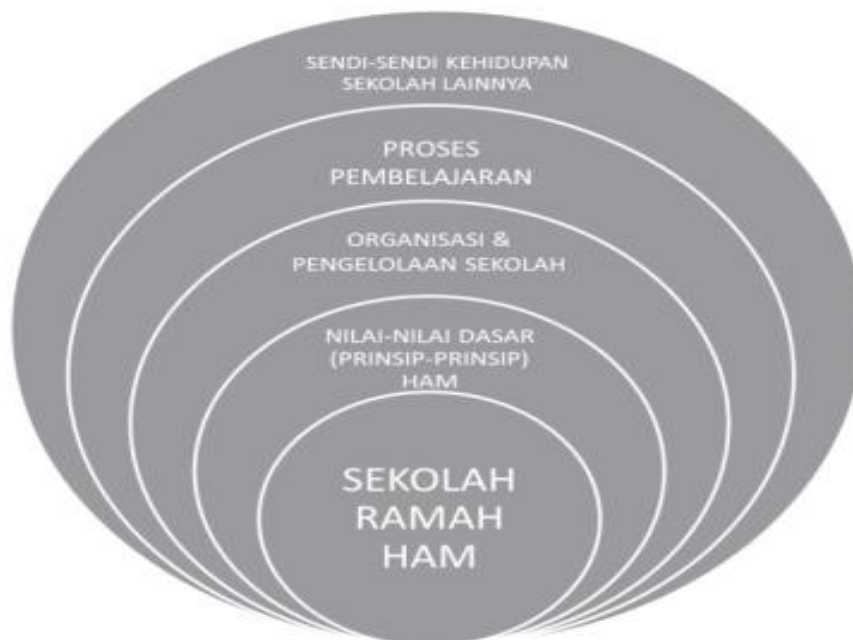 SENDI-SENDI KEHIDUPAN
SEKOLAH LAINNYA
PROSES
PEMBELAJARAN
ORGANISASI &
PENGELOLAAN SEKOLAH
NILAI-NILAI DASAR
(PRINSIP-PRINSIP)
HAM
SEKOLAH
RAMAH
HAM